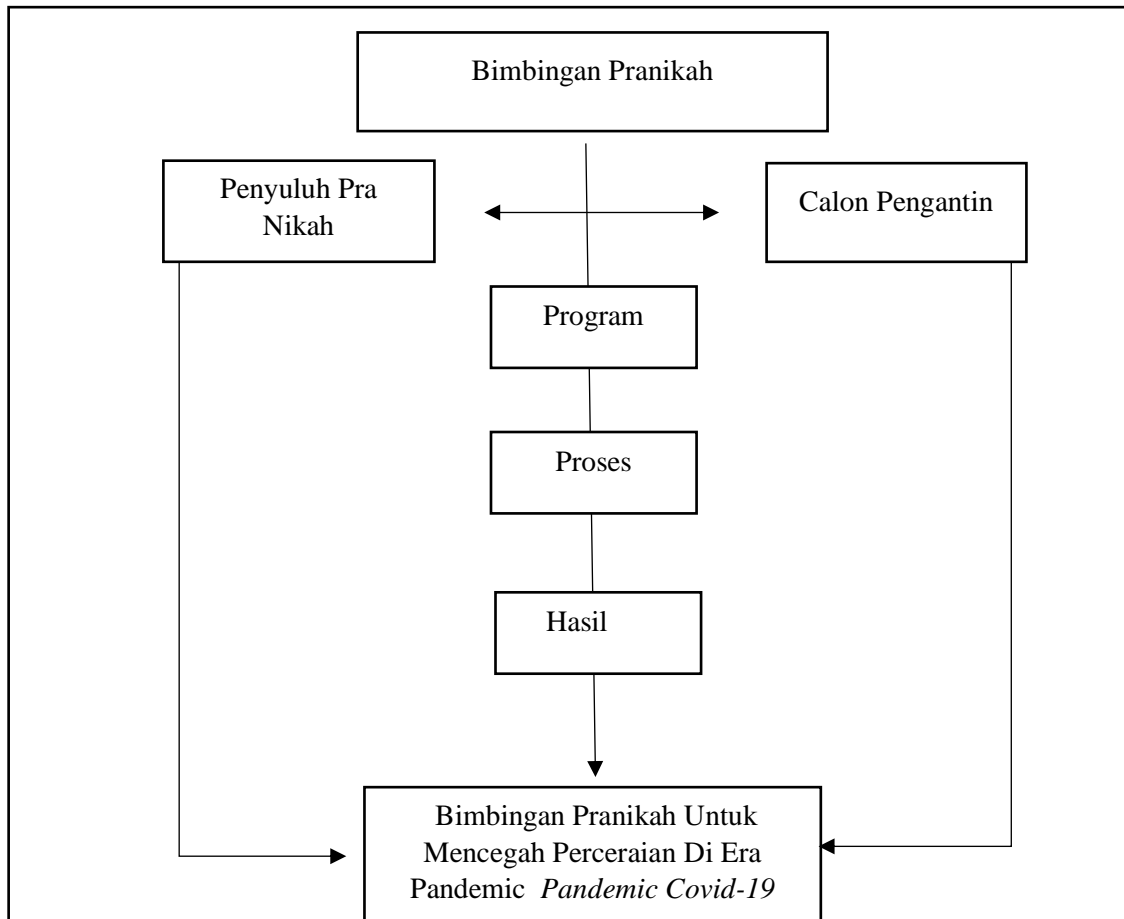 Bimbingan Pranikah
Penyuluh Pra
Nikah
Calon Pengantin
Program
Proses
Hasil
Bimbingan Pranikah Untuk
Mencegah Perceraian Di Era
Pandemic Pandemic Covid-19